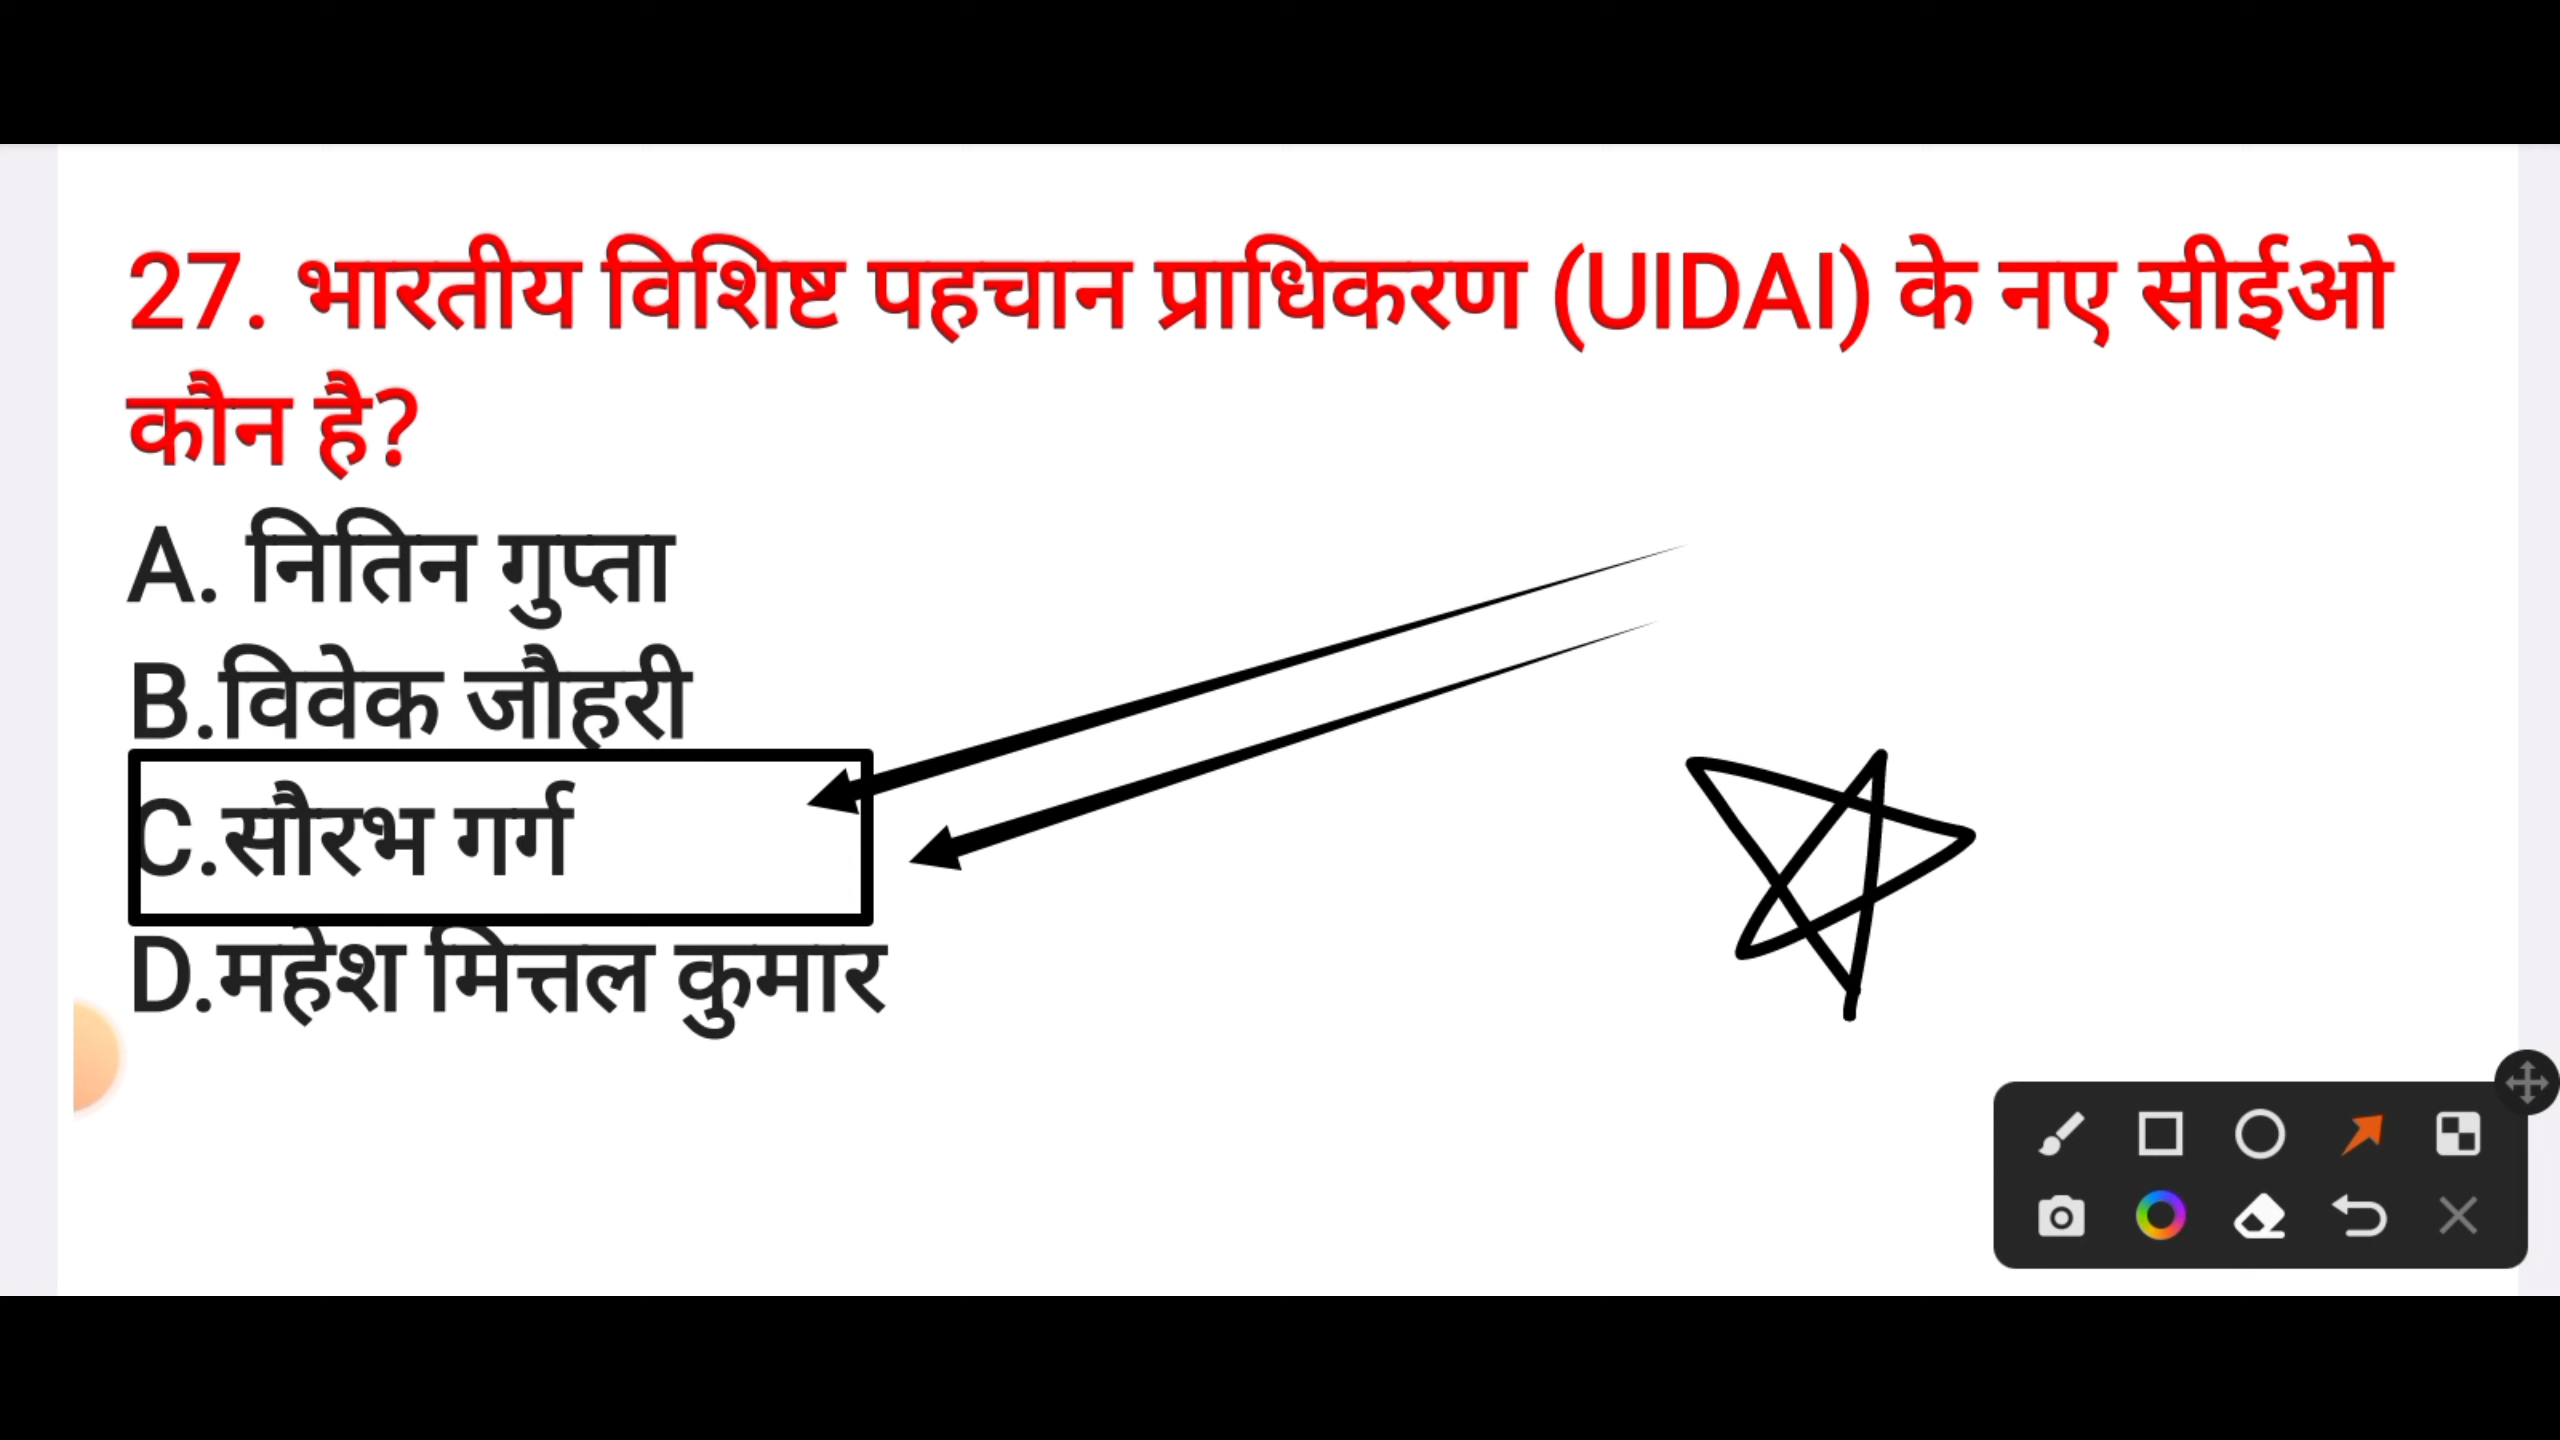 27. भारतीय विशिष्ट पहचान प्राधिकरण (UIDAI) के नए सीईओ
कौन है?
A. नितिन गुप्ता
B.विवेक जौहरी
C.सौरभ गर्ग
D.महेश मित्तल कुमार